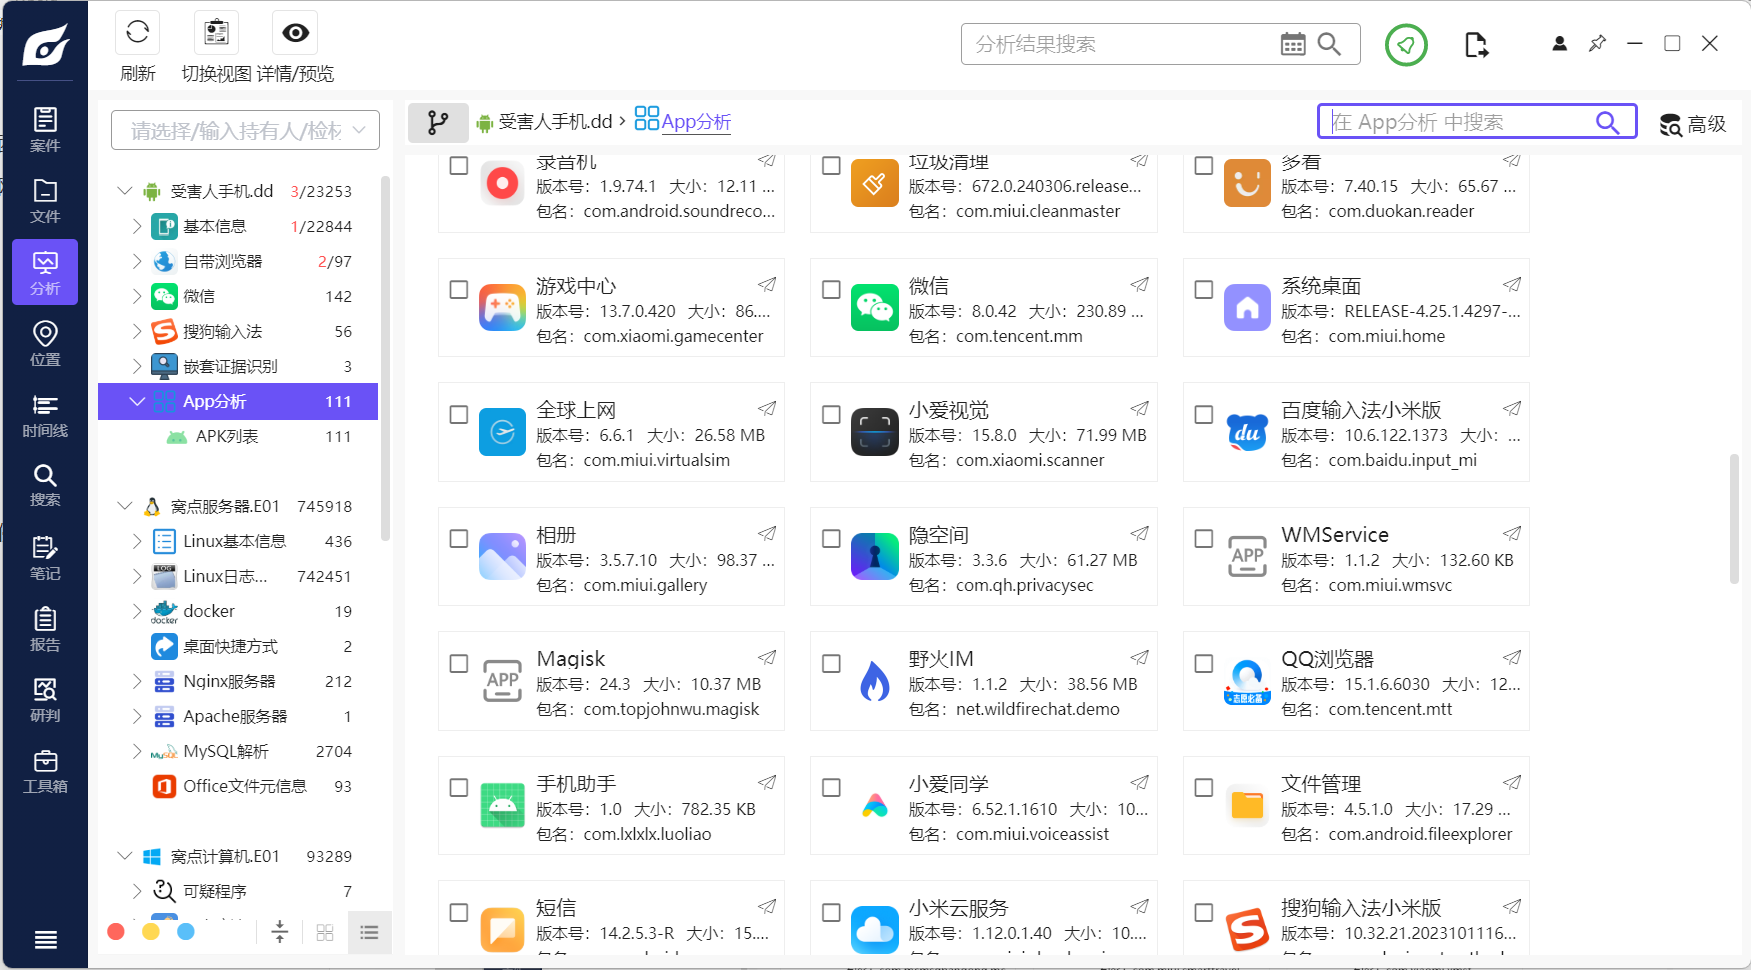 刷新
切换视图
详情/预览
分析结果搜索
案件
文件
分析
位置
时间线
搜索
笔记
报告
研判
工具箱
请选择/输入持有人/检材
受害人手机.dd 3/23253
基本信息 1/22844
自带浏览器 2/97
微信 142
搜狗输入法 56
嵌套证据识别 3
App分析 111
APK列表 111
窝点服务器.E01 745918
Linux基本信息 436
Linux日志... 742451
docker 19
桌面快捷方式 2
Nginx服务器 212
Apache服务器 1
MySQL解析 2704
Office文件元信息 93
窝点计算机.E01 93289
可疑程序 7
受害人手机.dd › App分析
在 App分析 中搜索
高级
录音机
版本号：1.9.74.1 大小：12.11 ...
包名：com.android.soundreco...
垃圾清理
版本号：672.0.240306.release...
包名：com.miui.cleanmaster
多看
版本号：7.40.15 大小：65.67 ...
包名：com.duokan.reader
游戏中心
版本号：13.7.0.420 大小：86....
包名：com.xiaomi.gamecenter
微信
版本号：8.0.42 大小：230.89 ...
包名：com.tencent.mm
系统桌面
版本号：RELEASE-4.25.1.4297-...
包名：com.miui.home
全球上网
版本号：6.6.1 大小：26.58 MB
包名：com.miui.virtualsim
小爱视觉
版本号：15.8.0 大小：71.99 MB
包名：com.xiaomi.scanner
du
百度输入法小米版
版本号：10.6.122.1373 大小：...
包名：com.baidu.input_mi
相册
版本号：3.5.7.10 大小：98.37 ...
包名：com.miui.gallery
隐空间
版本号：3.3.6 大小：61.27 MB
包名：com.qh.privacysec
APP
WMService
版本号：1.1.2 大小：132.60 KB
包名：com.miui.wmsvc
APP
Magisk
版本号：24.3 大小：10.37 MB
包名：com.topjohnwu.magisk
野火IM
版本号：1.1.2 大小：38.56 MB
包名：net.wildfirechat.demo
志愿必备
QQ浏览器
版本号：15.1.6.6030 大小：12...
包名：com.tencent.mtt
手机助手
版本号：1.0 大小：782.35 KB
包名：com.lxlxlx.luoliao
小爱同学
版本号：6.52.1.1610 大小：10...
包名：com.miui.voiceassist
文件管理
版本号：4.5.1.0 大小：17.29 ...
包名：com.android.fileexplorer
短信
版本号：14.2.5.3-R 大小：15....
小米云服务
版本号：1.12.0.1.40 大小：10....
搜狗输入法小米版
版本号：10.32.21.2023101116...